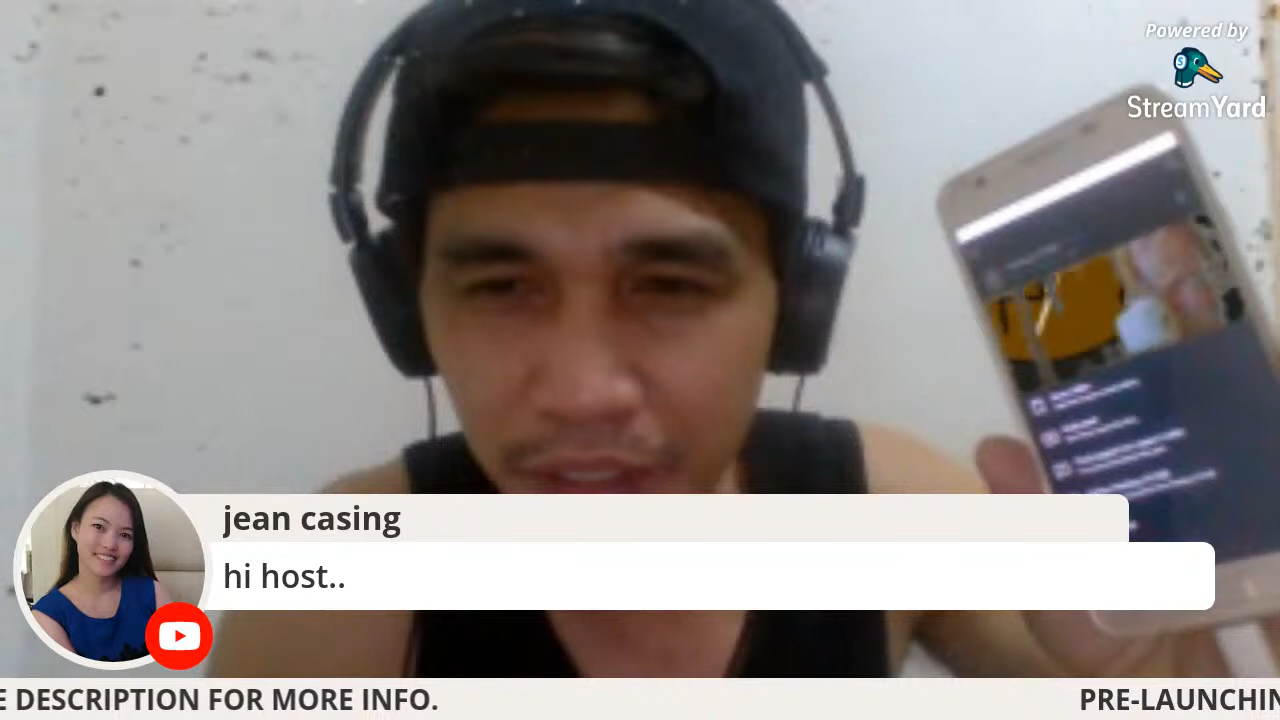 Powered by
StreamYard
jean casing
hi host..
E DESCRIPTION FOR MORE INFO.
PRE-LAUNCHIN